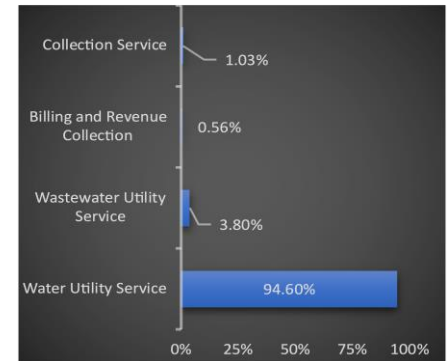 Collection Service
1.03%
Billing and Revenue
Collection
0.56%
Wastewater Utility
Service
3.80%
Water Utility Service
94.60%
0% 25% 50% 75% 100%